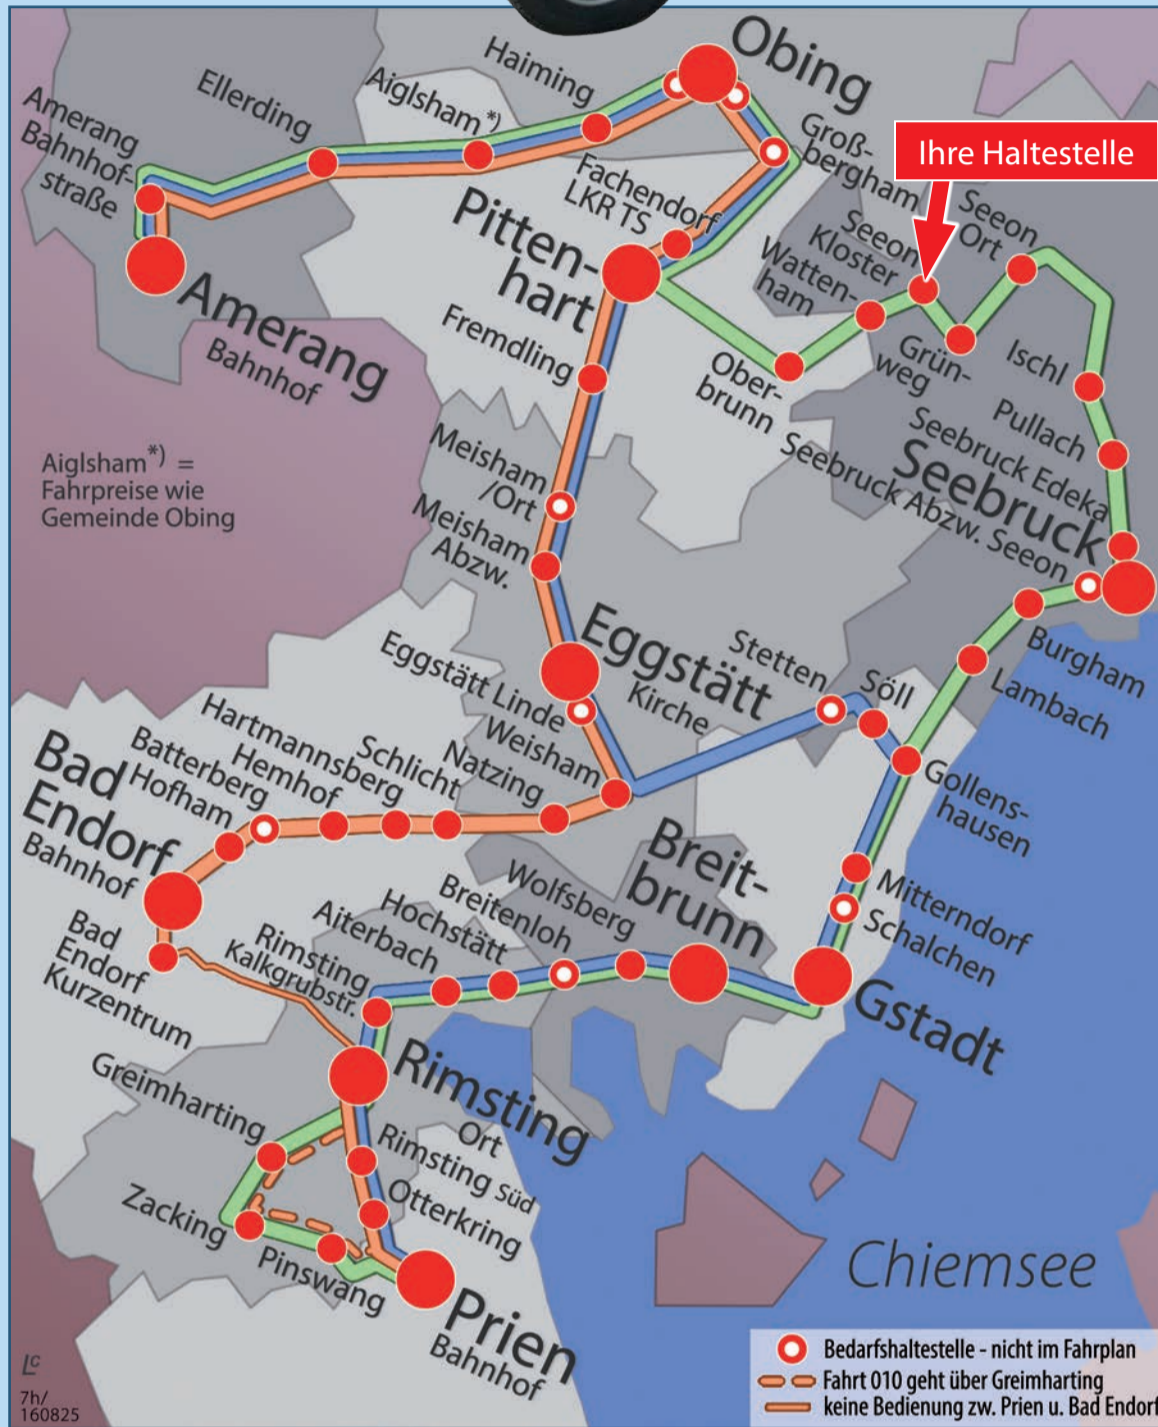 Obing
Haiming
Aiglsham*)
Ellerding
Amerang
Bahnhof-
straße
Groß-
bergham
Ihre Haltestelle
Fachendorf
LKR TS
Pitten-
hart
Seeon
Kloster
Seeon
Ort
Watten-
ham
Amerang
Bahnhof
Fremdling
Ober-
brunn
Grün-
weg
Ischl
Pullach
Seebruck Edeka
Seebruck
Seebruck Abzw. Seeon
Aiglsham*) =
Fahrpreise wie
Gemeinde Obing
Meisham
/Ort
Meisham
Abzw.
Eggstätt
Kirche
Eggstätt Linde
Weisham
Stetten
Söll
Burgham
Lambach
Gollens-
hausen
Natzing
Schlicht
Hartmannsberg
Hemhof
Batterberg
Hofham
Bad
Endorf
Bahnhof
Breit-
brunn
Mitterndorf
Schalchen
Gstadt
Wolfsberg
Breitenloh
Hochstätt
Aiterbach
Rimsting
Kalkgrubstr.
Bad
Endorf
Kurzentrum
Rimsting
Ort
Greimharting
Rimsting Süd
Otterkring
Zacking
Pinswang
Prien
Bahnhof
Chiemsee
Bedarfshaltestelle - nicht im Fahrplan
Fahrt 010 geht über Greimharting
keine Bedienung zw. Prien u. Bad Endorf
Lc
7h/
160825